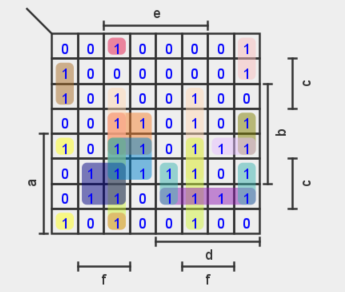 e
0 0 1 0 0 0 0 1
1 0 0 0 0 0 0 1
c
1 0 1 0 0 1 0 0
0 0 1 1 0 1 0 1
b
1 0 1 1 0 1 1 1
a
0 1 1 1 1 1 0 1
c
0 1 1 0 1 1 1 1
1 0 1 0 0 1 0 0
d
f f